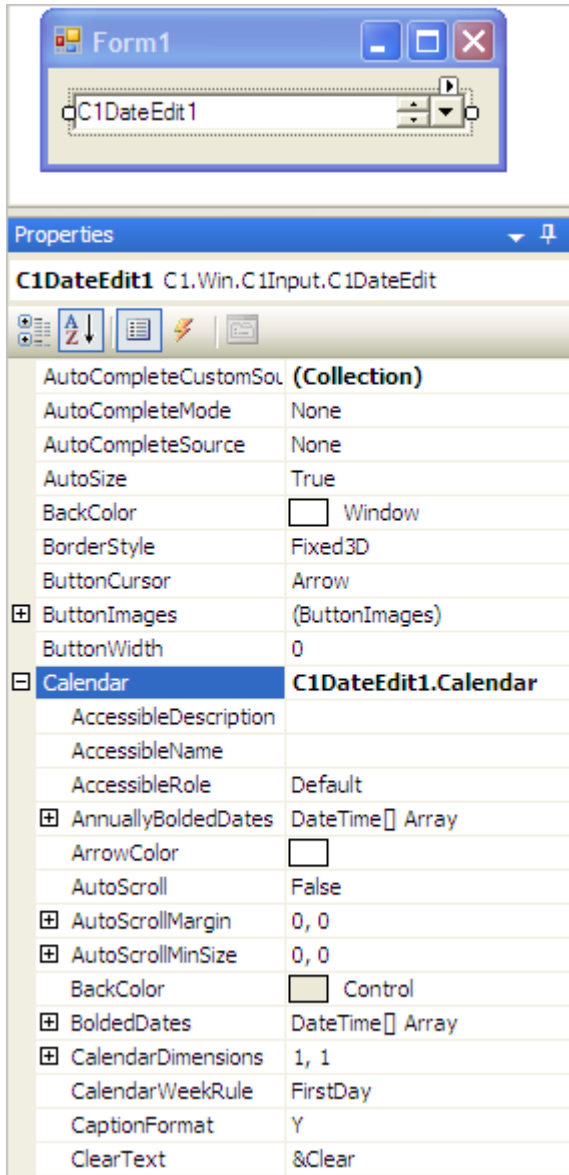 Form1
C1DateEdit1
Properties
C1DateEdit1 C1.Win.C1Input.C1DateEdit
AutoCompleteCustomSou (Collection)
AutoCompleteMode None
AutoCompleteSource None
AutoSize True
BackColor Window
BorderStyle Fixed3D
ButtonCursor Arrow
ButtonImages (ButtonImages)
ButtonWidth 0
Calendar C1DateEdit1.Calendar
AccessibleDescription
AccessibleName
AccessibleRole Default
AnnuallyBoldedDates DateTime[] Array
ArrowColor
AutoScroll False
AutoScrollMargin 0, 0
AutoScrollMinSize 0, 0
BackColor Control
BoldedDates DateTime[] Array
CalendarDimensions 1, 1
CalendarWeekRule FirstDay
CaptionFormat Y
ClearText &Clear